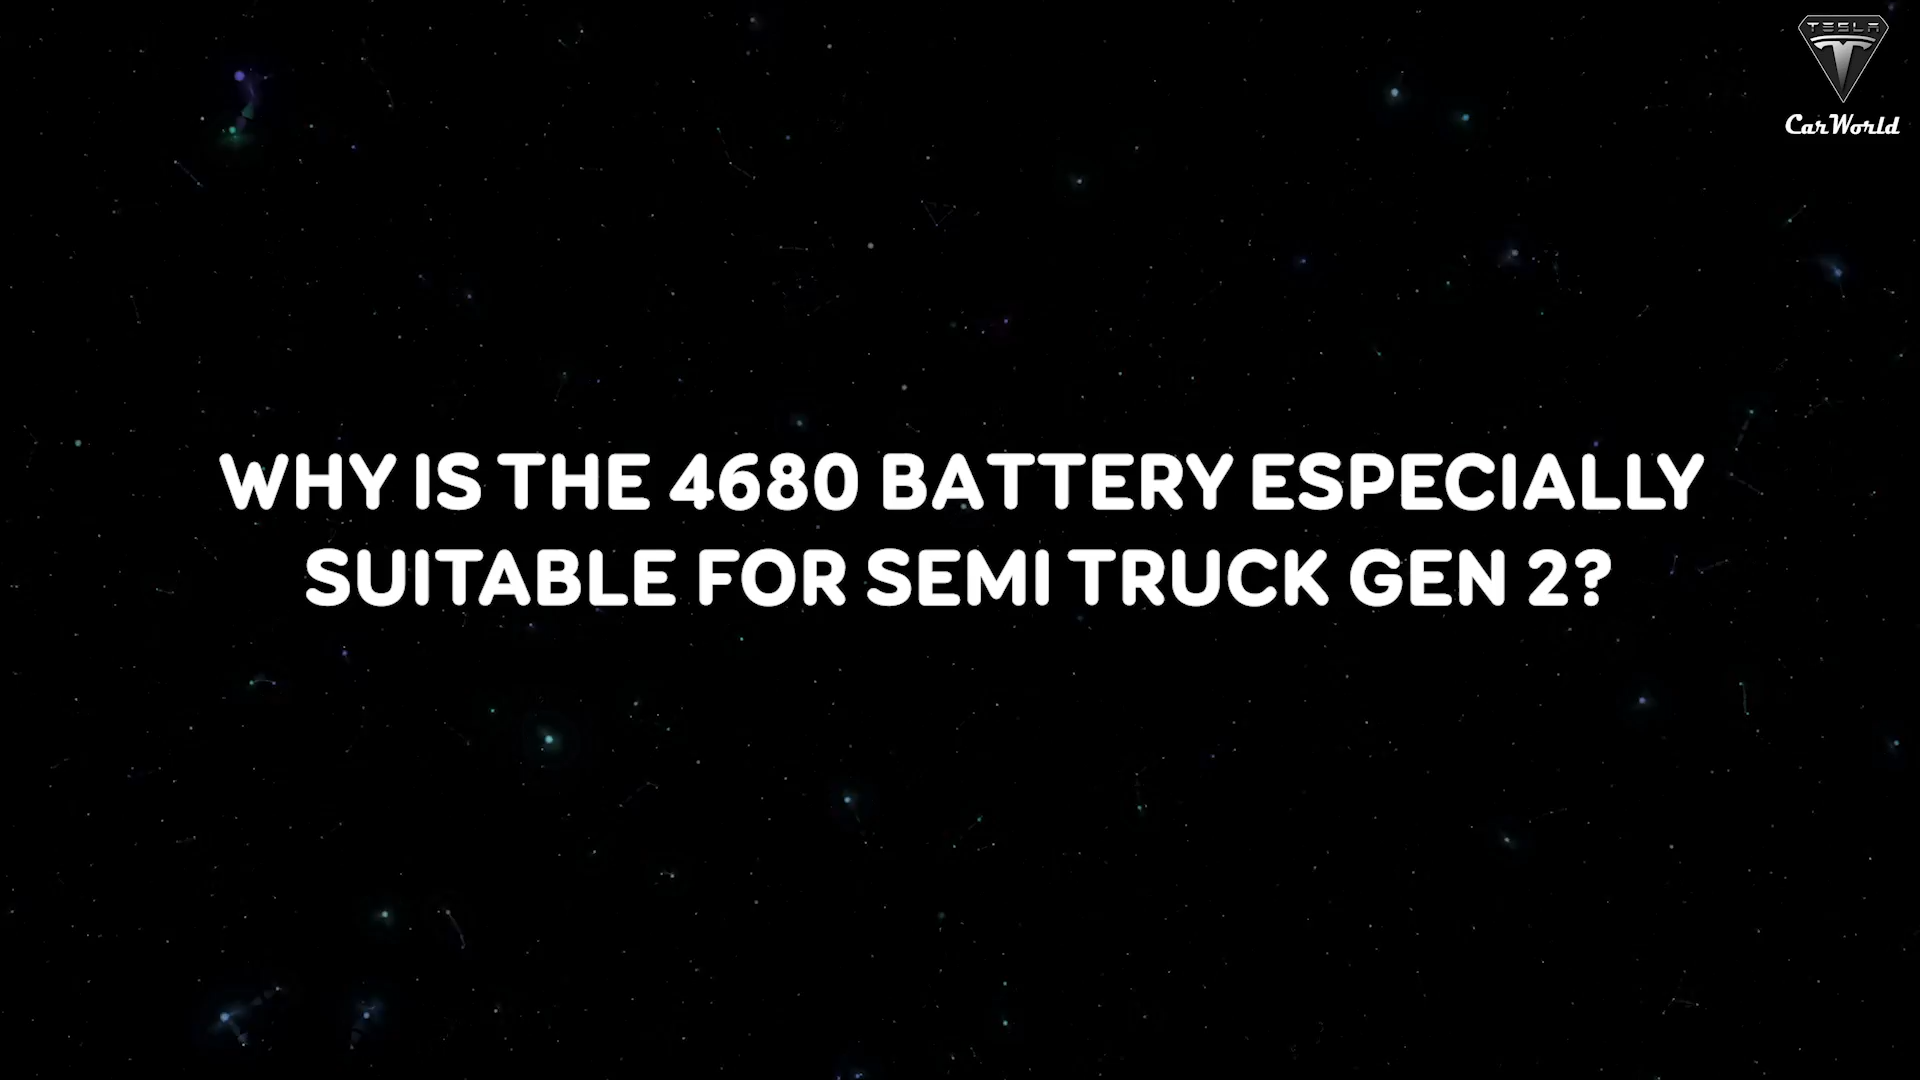 TESLA
CarWorld
WHY IS THE 4680 BATTERY ESPECIALLY
SUITABLE FOR SEMI TRUCK GEN 2?